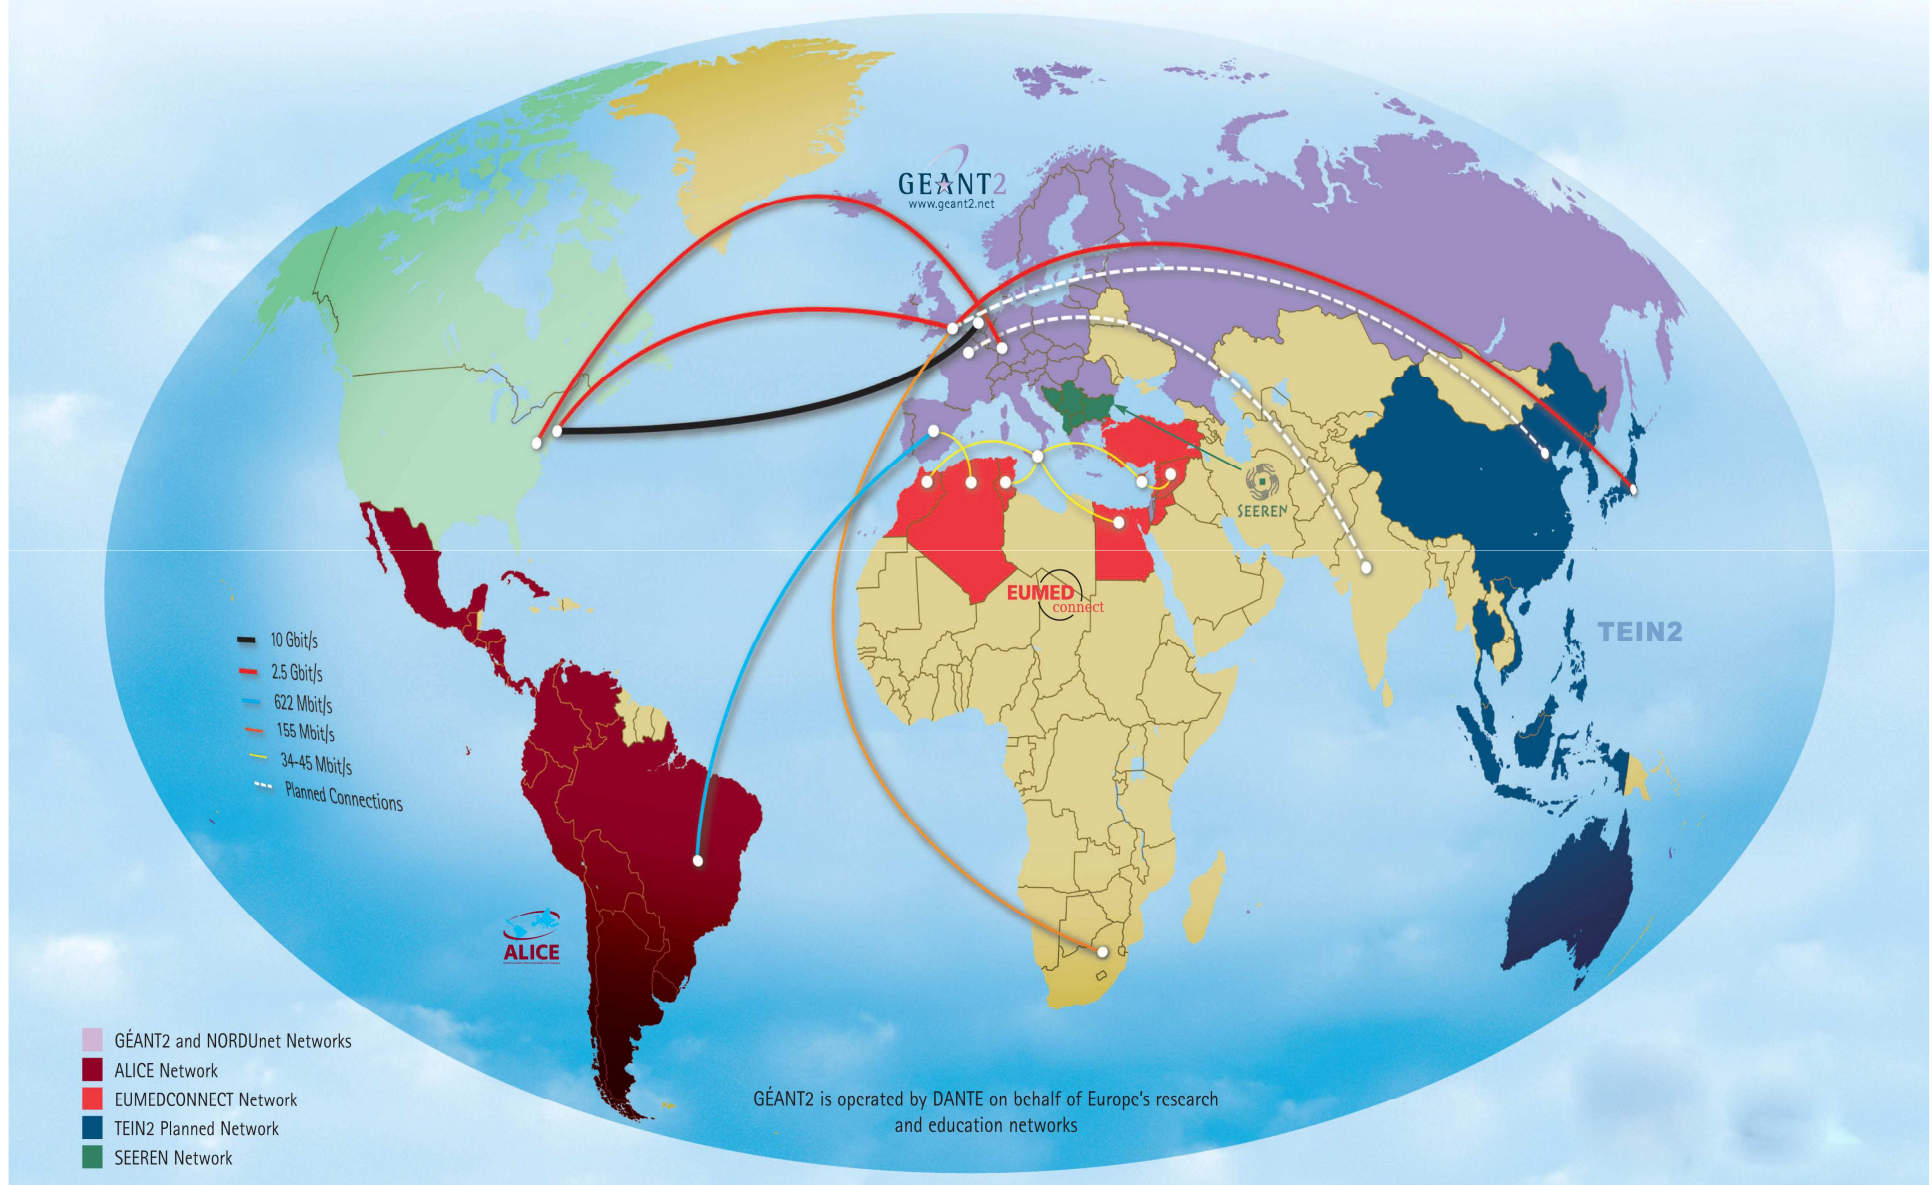 GEANT2
www.geant2.net
SEEREN
EUMED
connect
TEIN2
10 Gbit/s
2.5 Gbit/s
622 Mbit/s
155 Mbit/s
34-45 Mbit/s
Planned Connections
ALICE
GÉANT2 and NORDUnet Networks
ALICE Network
EUMEDCONNECT Network
TEIN2 Planned Network
SEEREN Network
GÉANT2 is operated by DANTE on behalf of Europe's research
and education networks